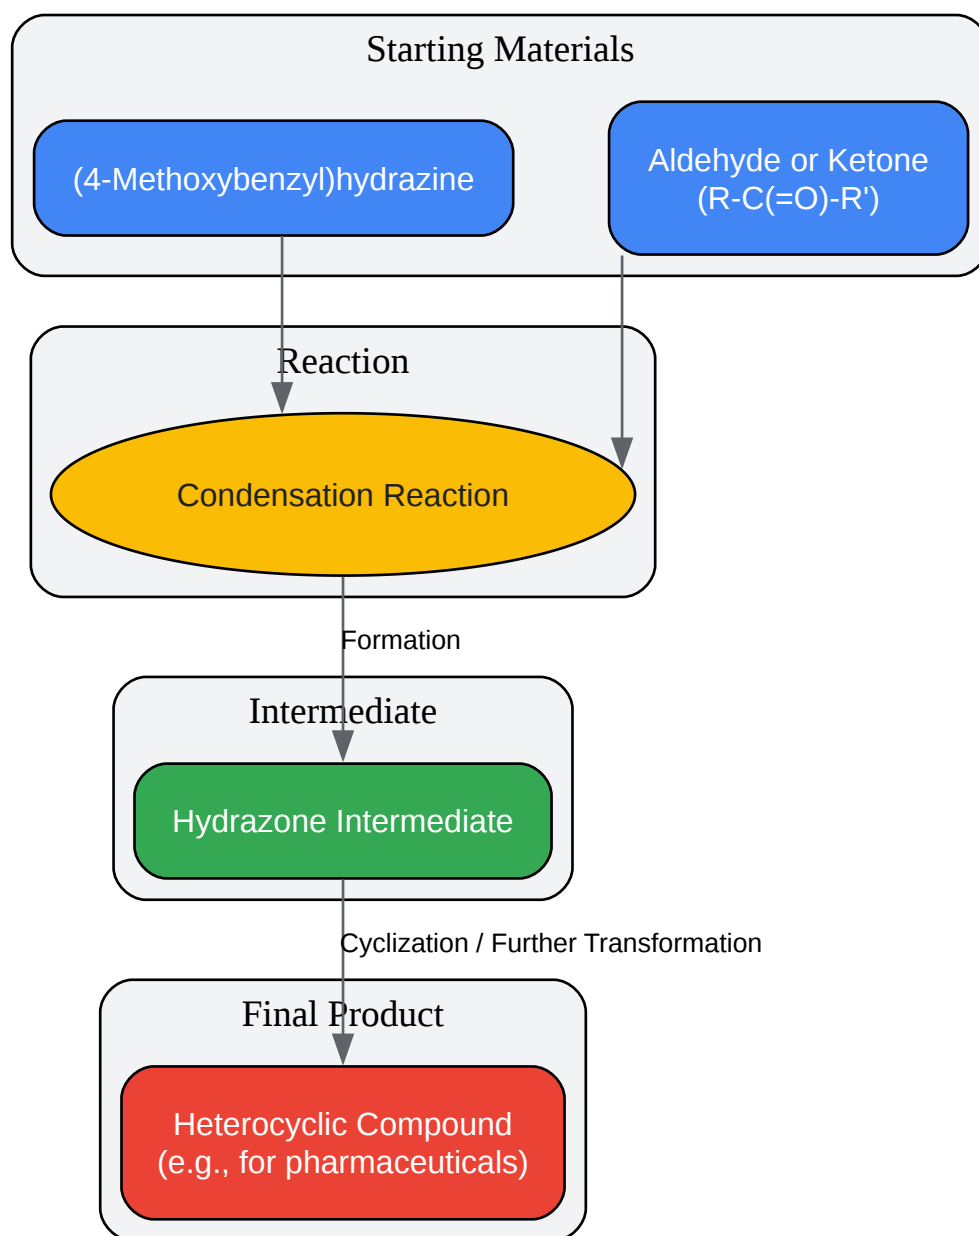 Starting Materials
(4-Methoxybenzyl)hydrazine
Aldehyde or Ketone
(R-C(=O)-R')
Reaction
Condensation Reaction
Formation
Intermediate
Hydrazone Intermediate
Cyclization / Further Transformation
Final Product
Heterocyclic Compound
(e.g., for pharmaceuticals)